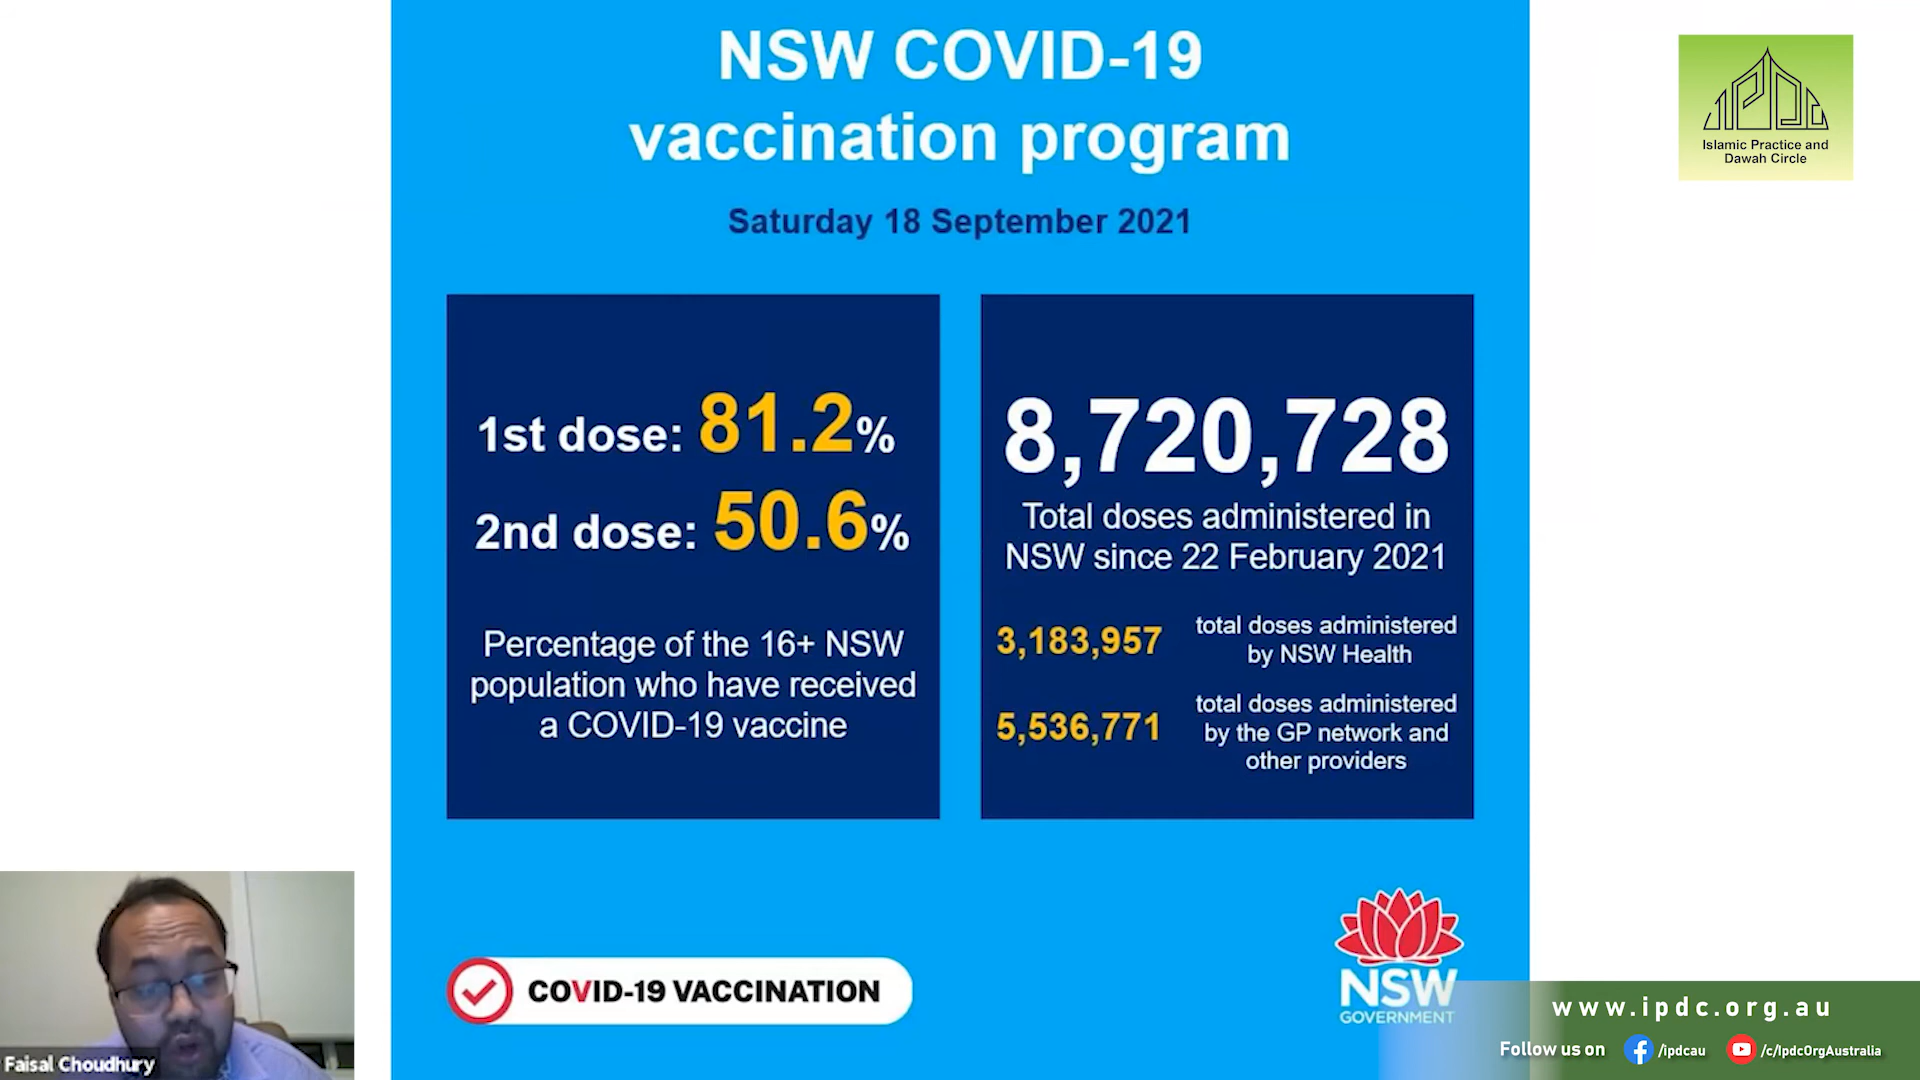 NSW COVID-19
vaccination program
Saturday 18 September 2021
1st dose: 81.2%
2nd dose: 50.6%
Percentage of the 16+ NSW
population who have received
a COVID-19 vaccine
8,720,728
Total doses administered in
NSW since 22 February 2021
3,183,957
total doses administered
by NSW Health
5,536,771
total doses administered
by the GP network and
other providers
COVID-19 VACCINATION
NSW
GOVERNMENT
IPDC
Islamic Practice and
Dawah Circle
Faisal Choudhury
www.ipdc.org.au
Follow us on
/ipdcau
/c/IpdcOrgAustralia